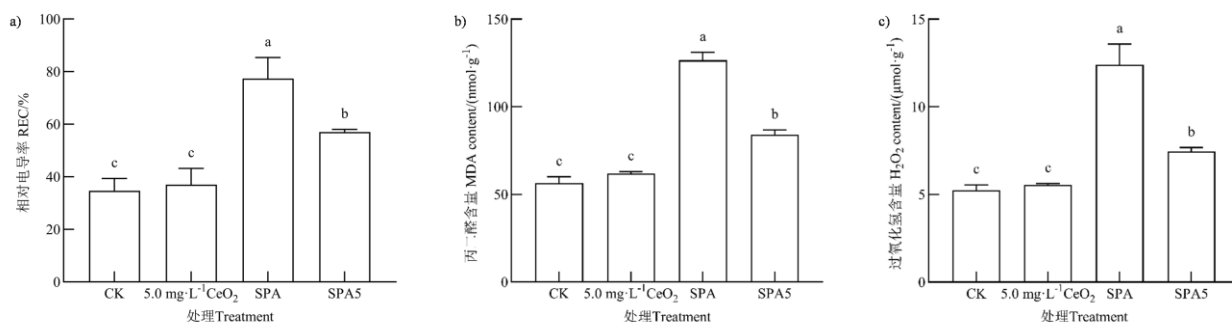 a)
相对电导率 REC/%
100
80
60
40
20
0
c
c
a
b
CK
5.0 mg·L⁻¹CeO₂
SPA
SPA5
处理Treatment
b)
丙二醛含量 MDA content/(nmol·g⁻¹)
150
100
50
0
c
c
a
b
CK
5.0 mg·L⁻¹CeO₂
SPA
SPA5
处理Treatment
c)
过氧化氢含量 H₂O₂ content/(μmol·g⁻¹)
15
10
5
0
c
c
a
b
CK
5.0 mg·L⁻¹CeO₂
SPA
SPA5
处理Treatment